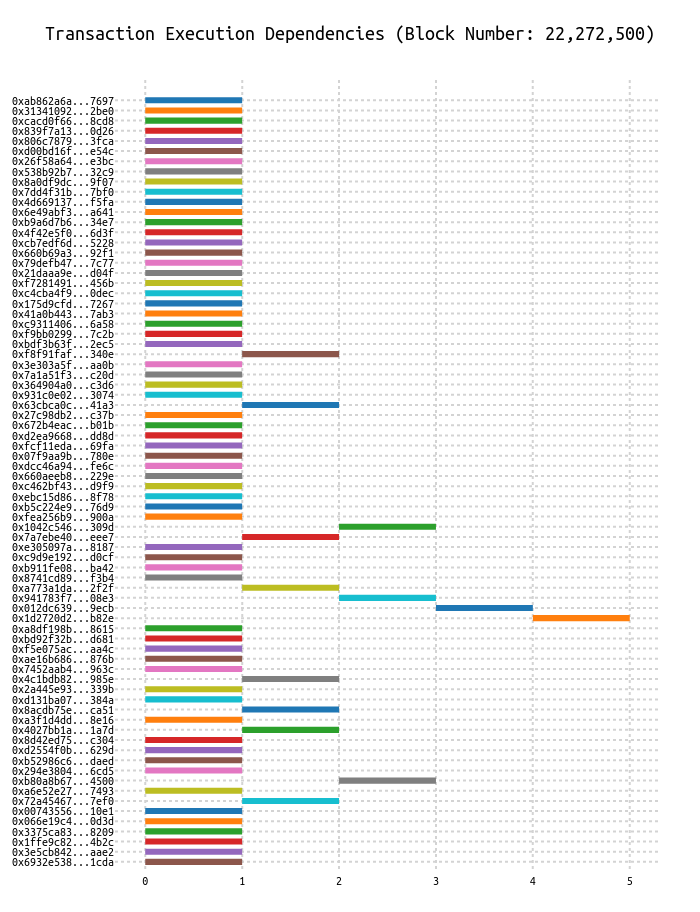 Transaction Execution Dependencies (Block Number: 22,272,500)
0xab862a6a...7697
0x31341092...2be0
0xcacd0f66...8cd8
0x839f7a13...0d26
0x806c7879...3fca
0xd00bd16f...e54c
0x26f58a64...e3bc
0x538b92b7...32c9
0x8a0df9dc...9f07
0x7dd4f31b...7bf0
0x4d669137...f5fa
0x6e49abf3...a641
0xb9a6d7b6...34e7
0x4f42e5f0...6d3f
0xcb7edf6d...5228
0x660b69a3...92f1
0x79defb47...7c77
0x21daaa9e...d04f
0xf7281491...456b
0xc4cba4f9...0dec
0x175d9cfd...7267
0x41a0b443...7ab3
0xc9311406...6a58
0xf9bb0299...7c2b
0xbdf3b63f...2ec5
0xf8f91faf...340e
0x3e303a5f...aa0b
0x7a1a51f3...c20d
0x364904a0...c3d6
0x931c0e02...3074
0x63cbca0c...41a3
0x27c98db2...c37b
0x672b4eac...b01b
0xd2ea9668...dd8d
0xfcf11eda...69fa
0x07f9aa9b...780e
0xdcc46a94...fe6c
0x660aeeb8...229e
0xc462bf43...d9f9
0xebc15d86...8f78
0xb5c224e9...76d9
0xfea256b9...900a
0x1042c546...309d
0x7a7ebe40...eee7
0xe305097a...8187
0xc9d9e192...d0cf
0xb911fe08...ba42
0x8741cd89...f3b4
0xa773a1da...2f2f
0x941783f7...08e3
0x012dc639...9ecb
0x1d2720d2...b82e
0xa8df198b...8615
0xbd92f32b...d681
0xf5e075ac...aa4c
0xae16b686...876b
0x7452aab4...963c
0x4c1bdb82...985e
0x2a445e93...339b
0xd131ba07...384a
0x8acdb75e...ca51
0xa3f1d4dd...8e16
0x4027bb1a...1a7d
0x8d42ed75...c304
0xd2554f0b...629d
0xb52986c6...daed
0x294e3804...6cd5
0xb80a8b67...4500
0xa6e52e27...7493
0x72a45467...7ef0
0x00743556...10e1
0x066e19c4...0d3d
0x3375ca83...8209
0x1ffe9c82...4b2c
0x3e5cb842...aae2
0x6932e538...1cda
0 1 2 3 4 5